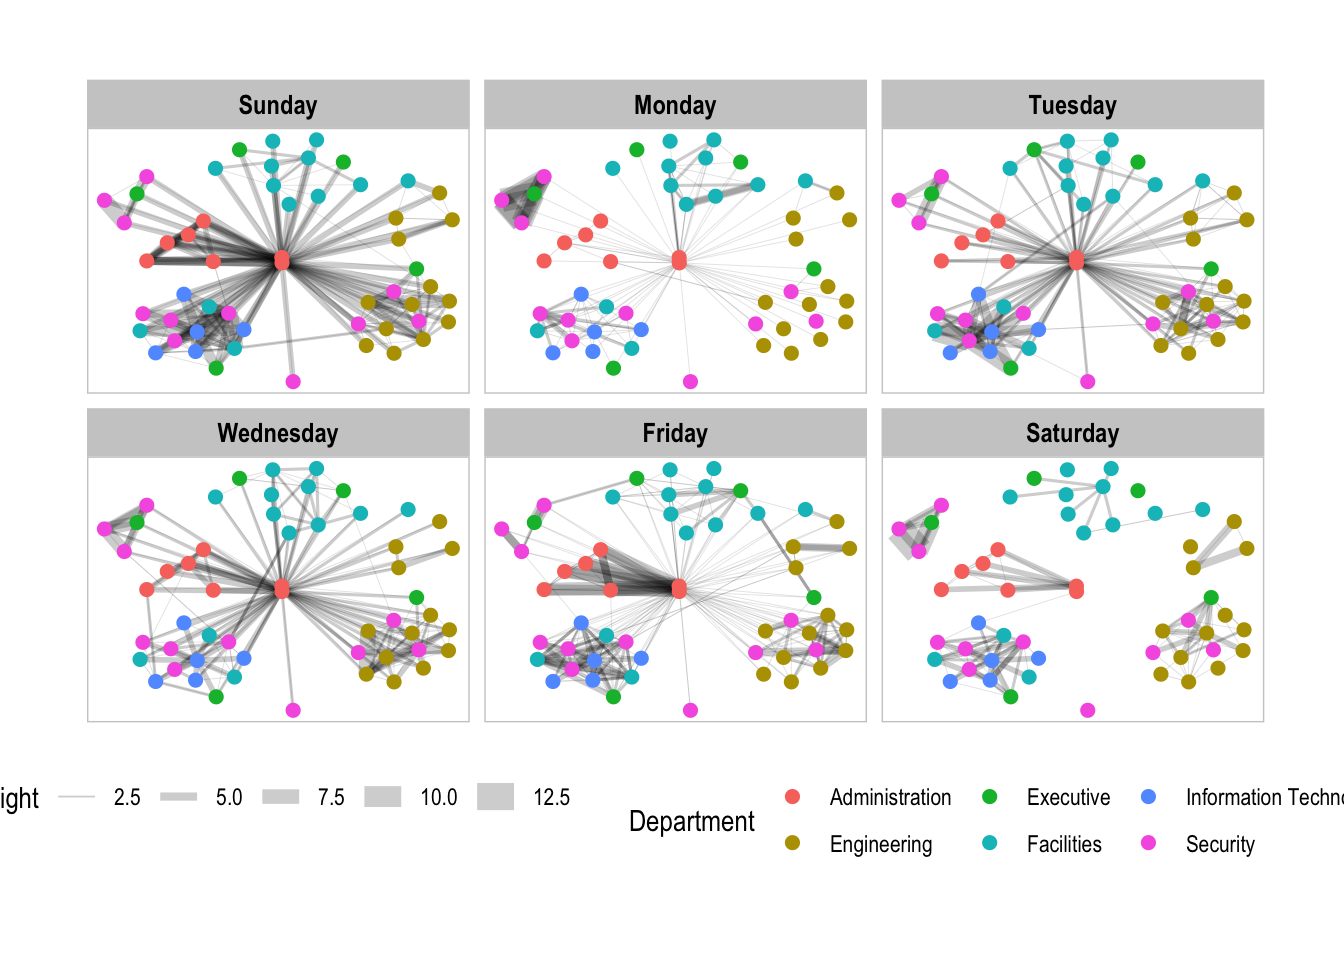 Sunday
Monday
Tuesday
Wednesday
Friday
Saturday
ight 2.5 5.0 7.5 10.0 12.5
Department
Administration Executive Information Techno
Engineering Facilities Security